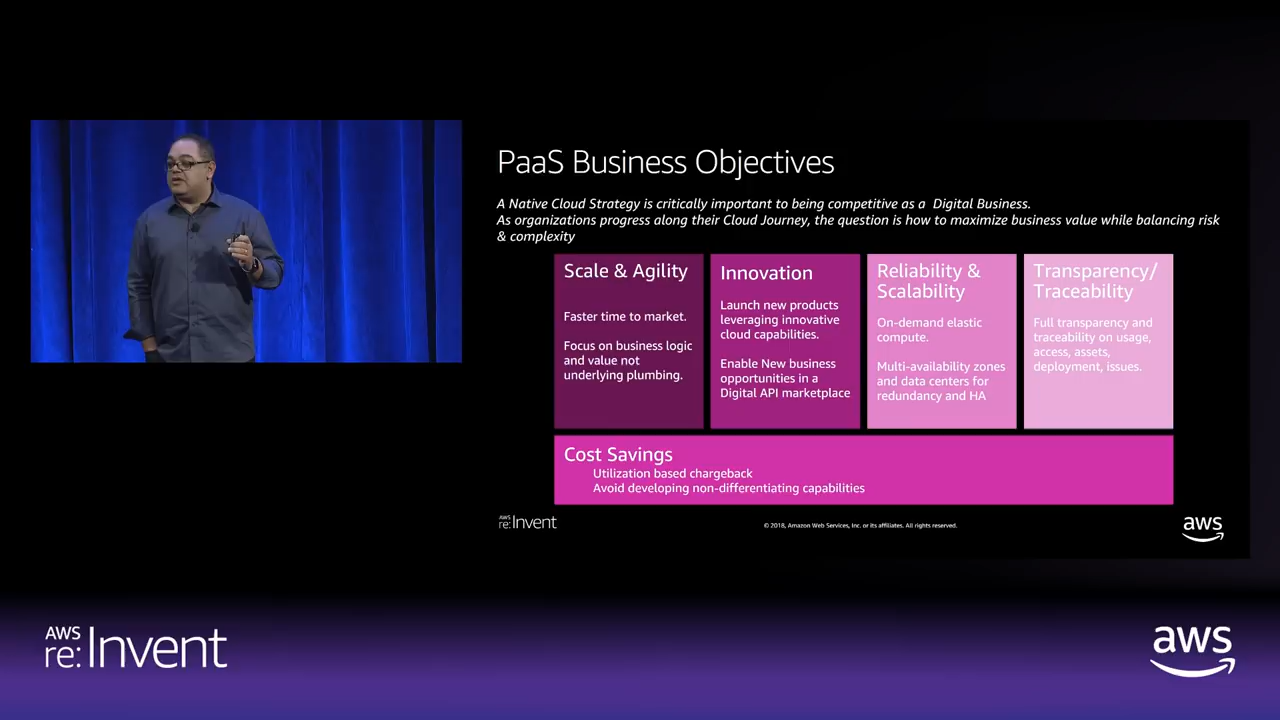 PaaS Business Objectives
A Native Cloud Strategy is critically important to being competitive as a Digital Business.
As organizations progress along their Cloud Journey, the question is how to maximize business value while balancing risk
& complexity
Scale & Agility
Faster time to market.
Focus on business logic
and value not
underlying plumbing.
Innovation
Launch new products
leveraging innovative
cloud capabilities.
Enable New business
opportunities in a
Digital API marketplace
Reliability &
Scalability
On-demand elastic
compute.
Multi-availability zones
and data centers for
redundancy and HA
Transparency/
Traceability
Full transparency and
traceability on usage,
access, assets,
deployment, issues.
Cost Savings
Utilization based chargeback
Avoid developing non-differentiating capabilities
AWS
re:Invent
© 2018, Amazon Web Services, Inc. or its affiliates. All rights reserved.
aws
AWS
re:Invent
aws